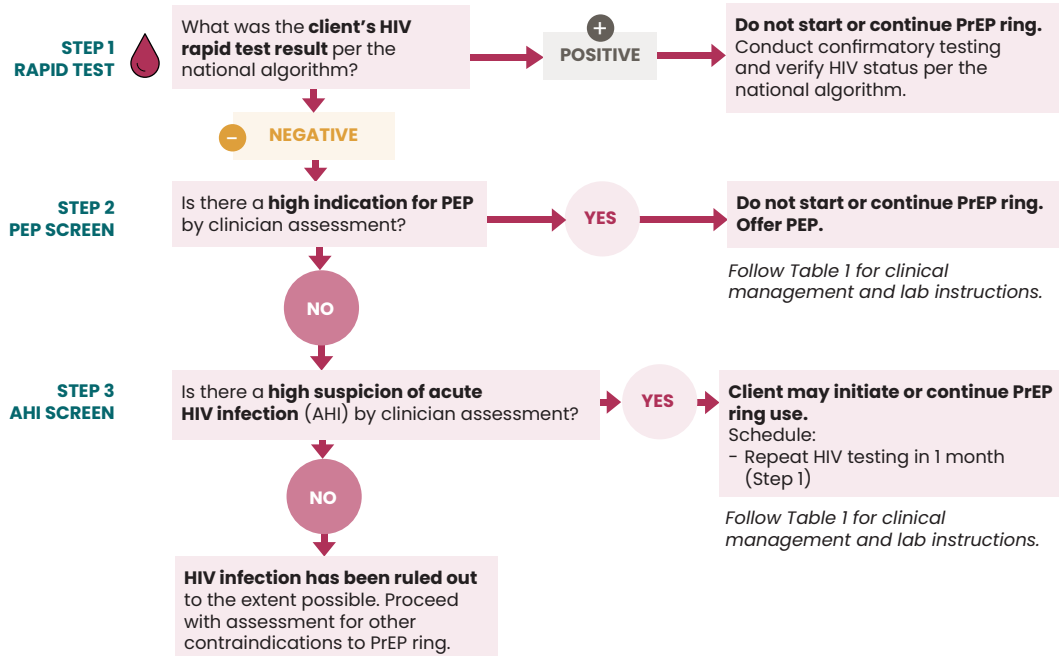 STEP 1
RAPID TEST
What was the client's HIV
rapid test result per the
national algorithm?
+
POSITIVE
Do not start or continue PrEP ring.
Conduct confirmatory testing
and verify HIV status per the
national algorithm.
−
NEGATIVE
STEP 2
PEP SCREEN
Is there a high indication for PEP
by clinician assessment?
YES
Do not start or continue PrEP ring.
Offer PEP.
Follow Table 1 for clinical
management and lab instructions.
NO
STEP 3
AHI SCREEN
Is there a high suspicion of acute
HIV infection (AHI) by clinician assessment?
YES
Client may initiate or continue PrEP
ring use.
Schedule:
- Repeat HIV testing in 1 month
(Step 1)
Follow Table 1 for clinical
management and lab instructions.
NO
HIV infection has been ruled out
to the extent possible. Proceed
with assessment for other
contraindications to PrEP ring.